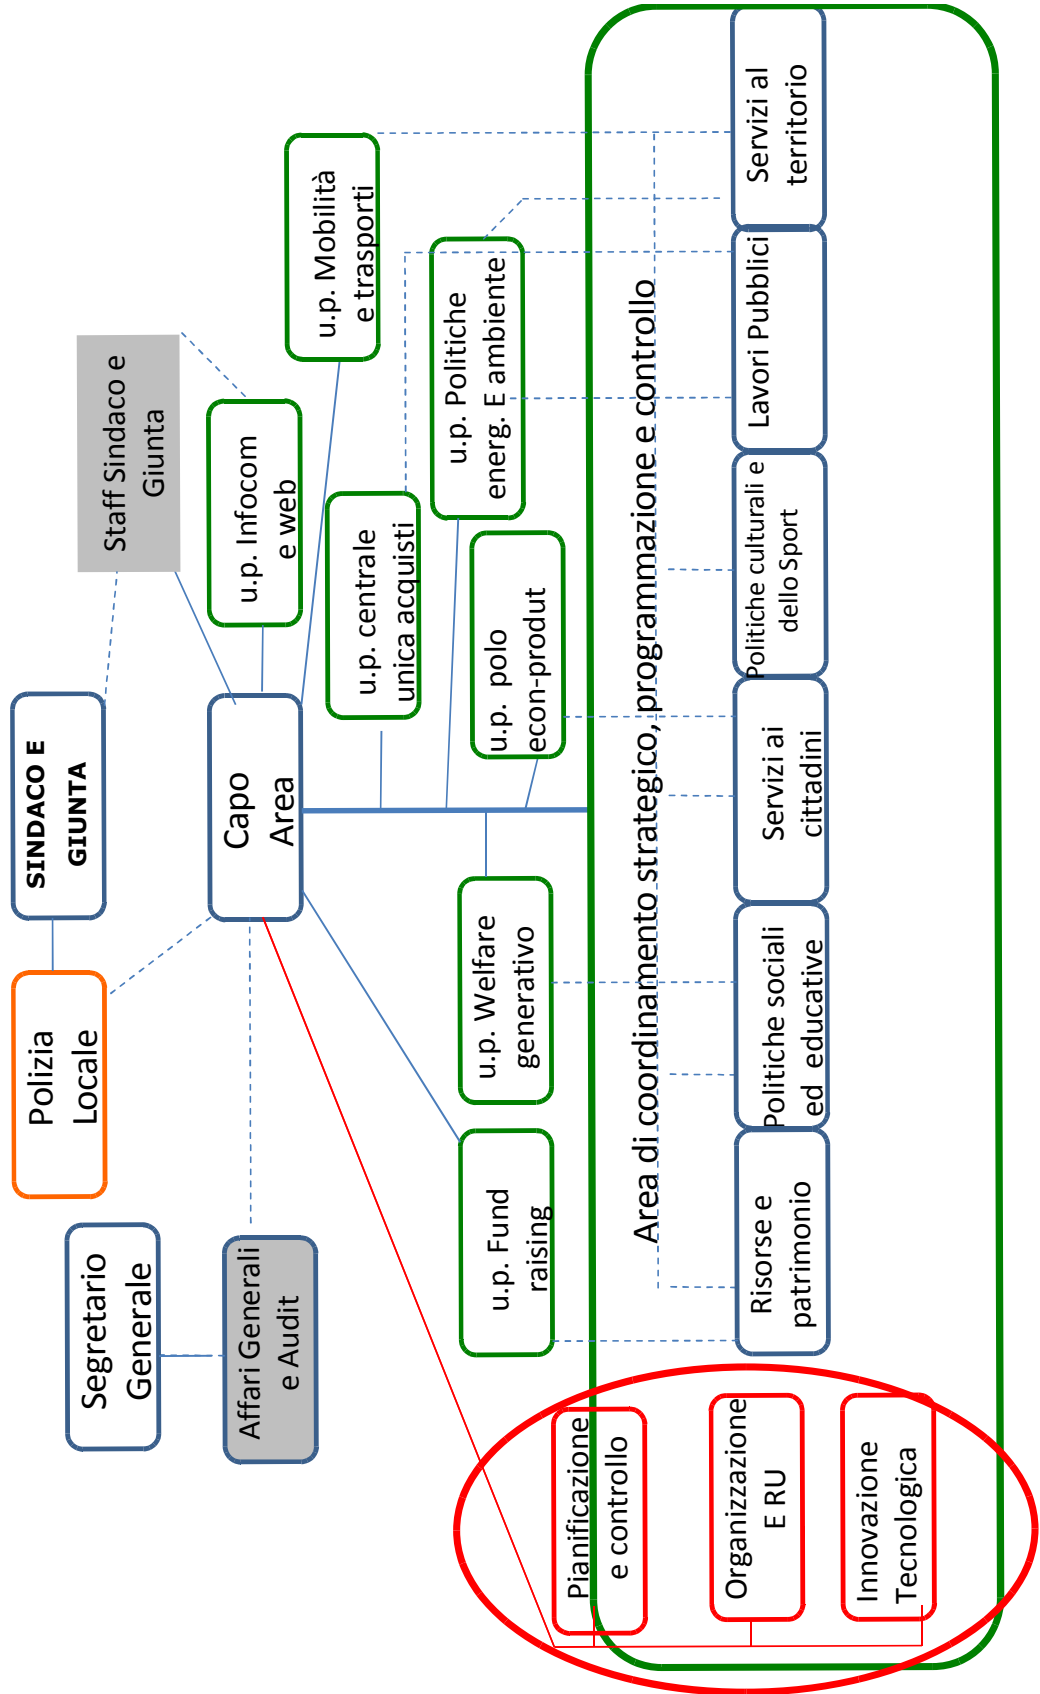 SINDACO E
GIUNTA
Polizia
Locale
Segretario
Generale
Staff Sindaco e
Giunta
Capo
Area
Affari Generali
e Audit
u.p. Infocom
e web
u.p. Mobilità
e trasporti
u.p. centrale
unica acquisti
u.p. Politiche
energ. E ambiente
u.p. polo
econ-produt
u.p. Welfare
generativo
u.p. Fund
raising
Area di coordinamento strategico, programmazione e controllo
Pianificazione
e controllo
Organizzazione
E RU
Innovazione
Tecnologica
Risorse e
patrimonio
Politiche sociali
ed educative
Servizi ai
cittadini
Politiche culturali e
dello Sport
Lavori Pubblici
Servizi al
territorio